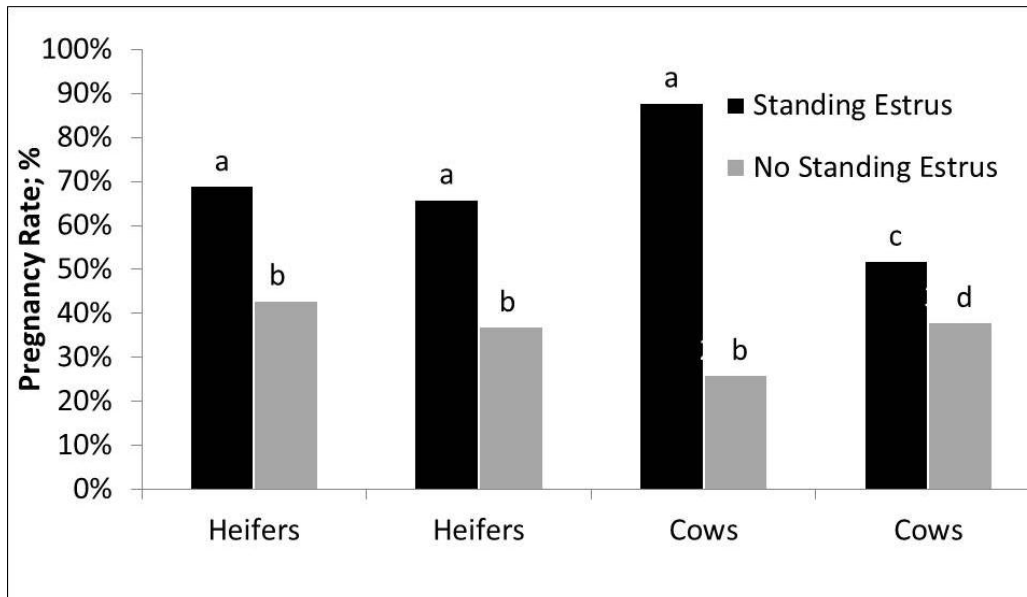 Pregnancy Rate; %
100%
90%
80%
70%
60%
50%
40%
30%
20%
10%
0%
a
b
a
b
a
b
c
d
Standing Estrus
No Standing Estrus
Heifers
Heifers
Cows
Cows